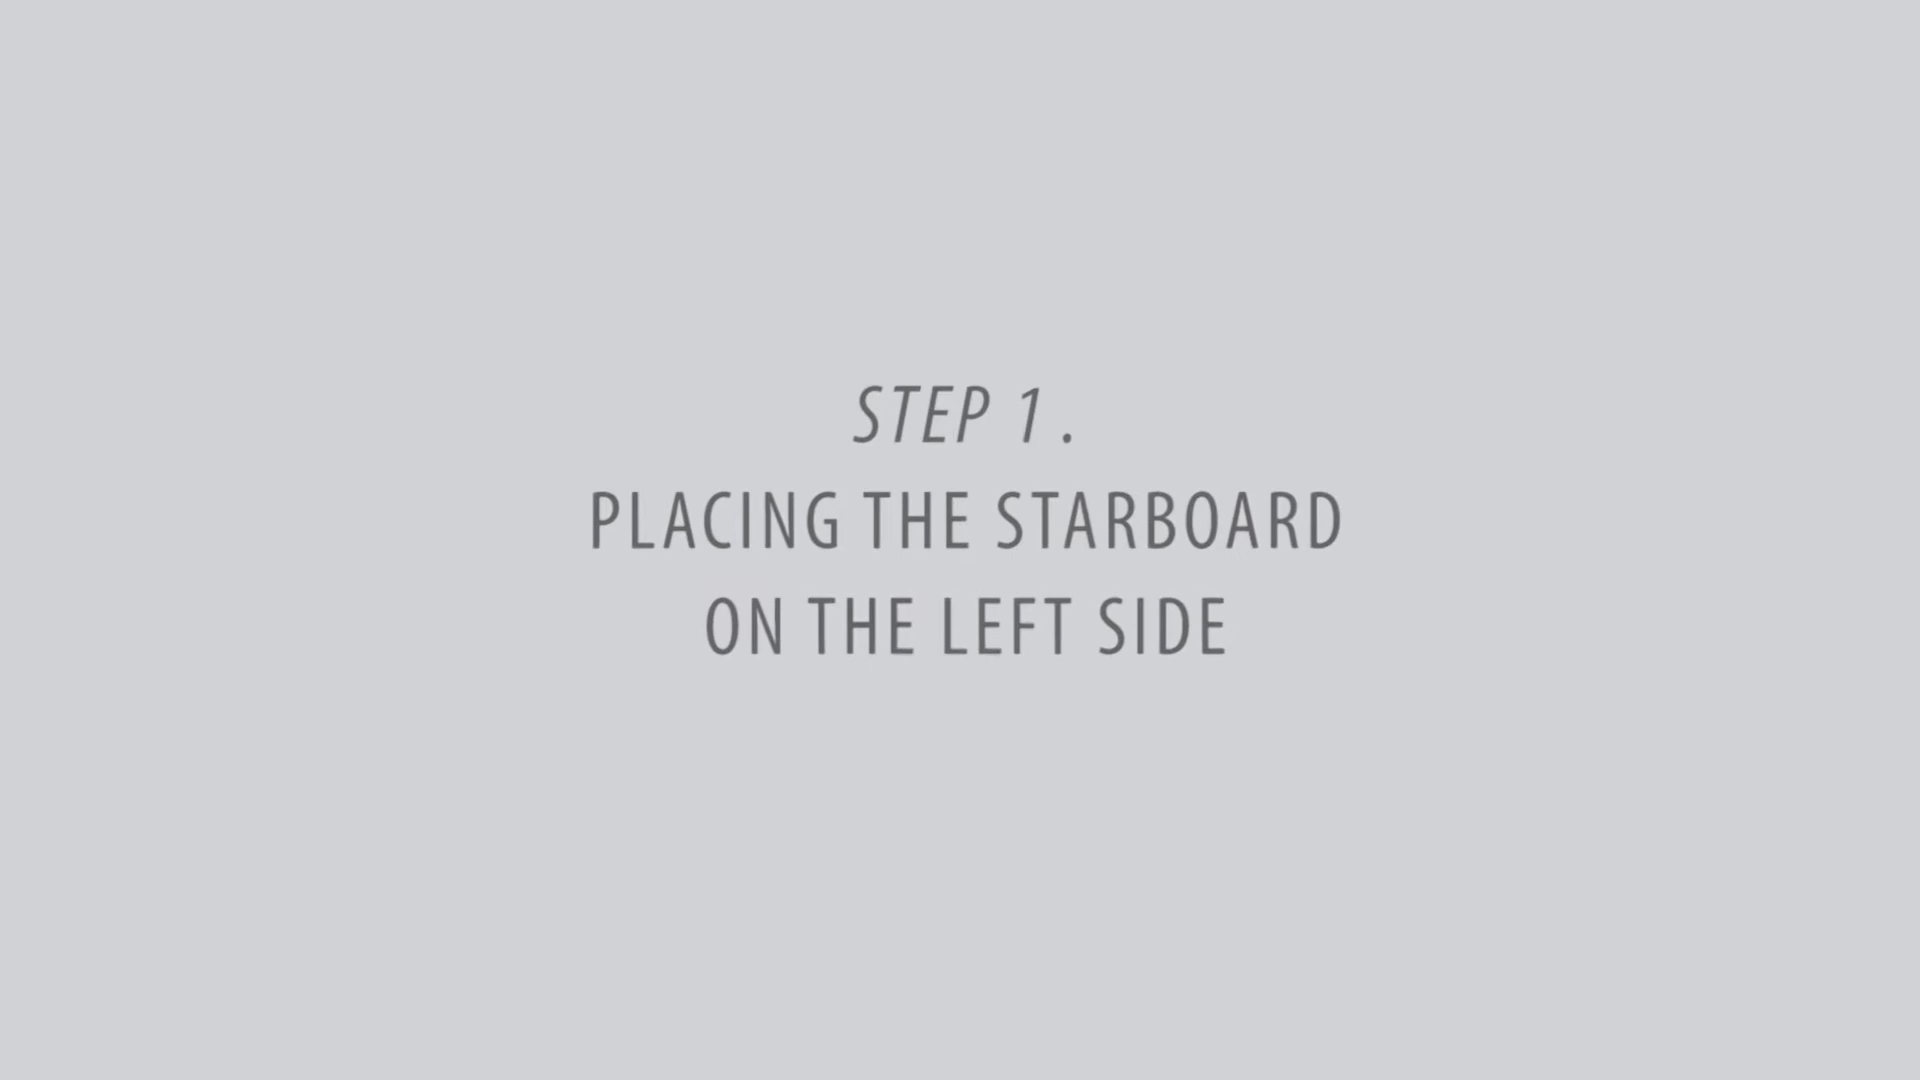 STEP 1.
PLACING THE STARBOARD
ON THE LEFT SIDE